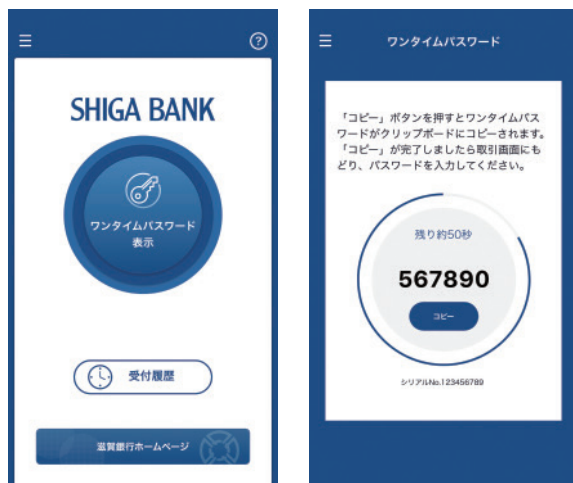 SHIGA BANK
ワンタイムパスワード
表示
受付履歴
滋賀銀行ホームページ
ワンタイムパスワード
「コピー」ボタンを押すとワンタイムパス
ワードがクリップボードにコピーされます。
「コピー」が完了しましたら取引画面にも
どり、パスワードを入力してください。
残り約50秒
567890
コピー
シリアルNo.123456789